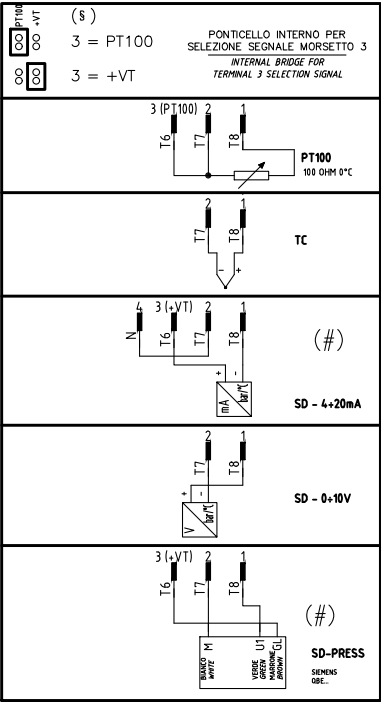 PT100
+VT
(§)
3 = PT100
3 = +VT
PONTICELLO INTERNO PER
SELEZIONE SEGNALE MORSETTO 3
INTERNAL BRIDGE FOR
TERMINAL 3 SELECTION SIGNAL
3 (PT100) 2 1
T6 T7 T8
PT100
100 OHM 0°C
2 1
T7 T8
- +
TC
4 3 (+VT) 2 1
N T6 T7 T8
(#)
+ -
mA bar/°C
SD - 4÷20mA
2 1
T7 T8
+ -
V bar/°C
SD - 0÷10V
3 (+VT) 2 1
T6 T7 T8
(#)
M U1 GL
BIANCO
WHITE
VERDE
GREEN
MARRONE
BROWN
SD-PRESS
SIEMENS
QBE...